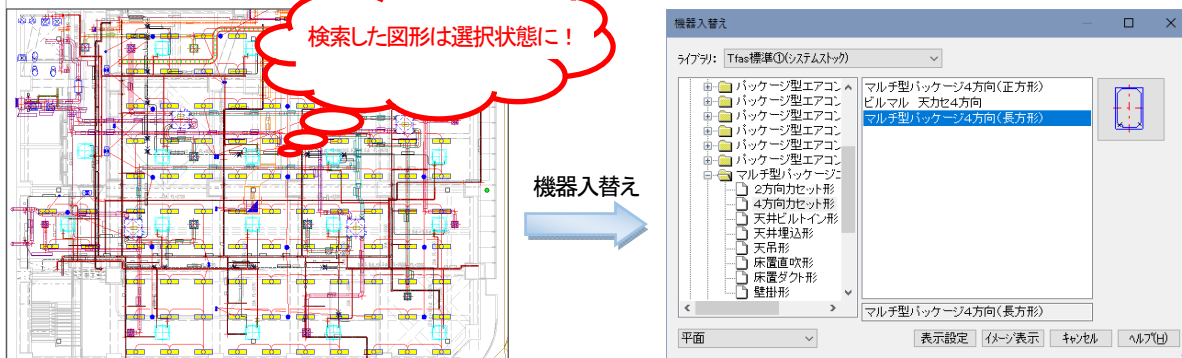 検索した図形は選択状態に！
機器入替え
機器入替え
ライブラリ: Tfas標準①(システムストック)
パッケージ型エアコン
パッケージ型エアコン
パッケージ型エアコン
パッケージ型エアコン
パッケージ型エアコン
パッケージ型エアコン
マルチ型パッケージエ
2方向カセット形
4方向カセット形
天井ビルトイン形
天井埋込形
天吊形
床置直吹形
床置ダクト形
壁掛形
マルチ型パッケージ4方向(正方形)
ビルマル 天カセ4方向
マルチ型パッケージ4方向(長方形)
マルチ型パッケージ4方向(長方形)
平面
表示設定
イメージ表示
キャンセル
ヘルプ(H)